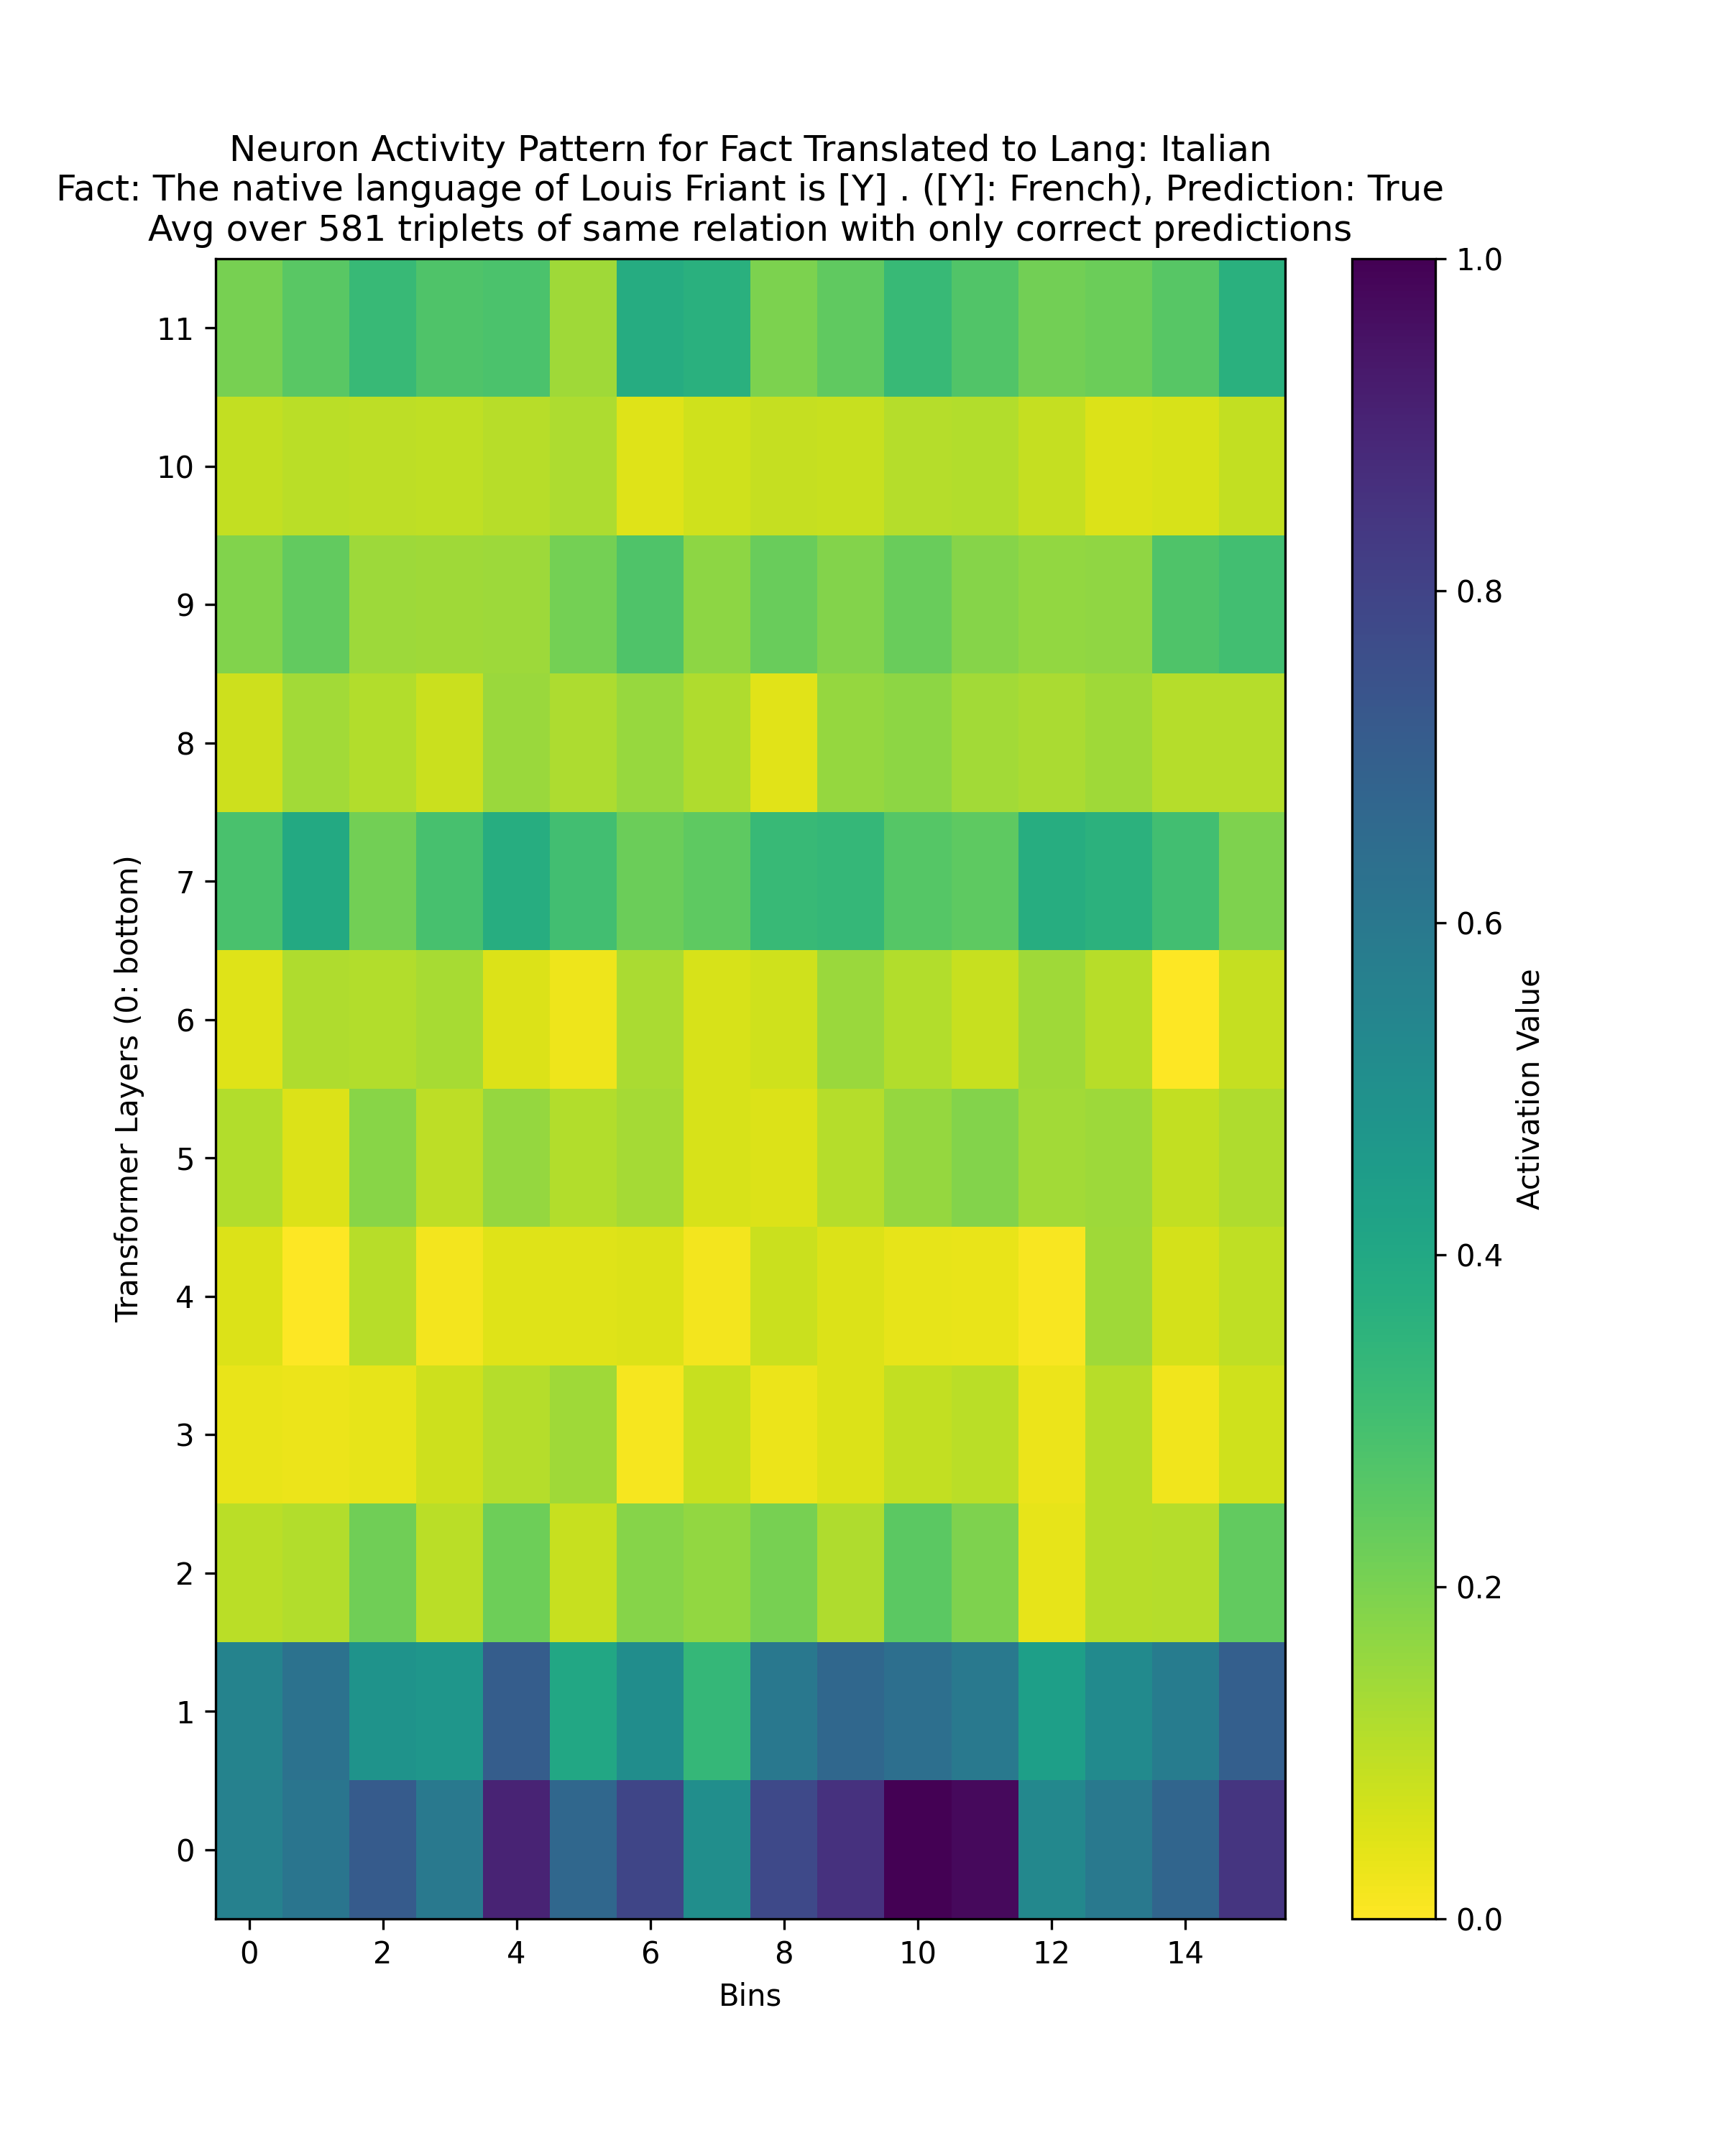 Neuron Activity Pattern for Fact Translated to Lang: Italian
Fact: The native language of Louis Friant is [Y] . ([Y]: French), Prediction: True
Avg over 581 triplets of same relation with only correct predictions
Transformer Layers (0: bottom)
11
10
9
8
7
6
5
4
3
2
1
0
0 2 4 6 8 10 12 14
Bins
1.0
0.8
0.6
0.4
0.2
0.0
Activation Value